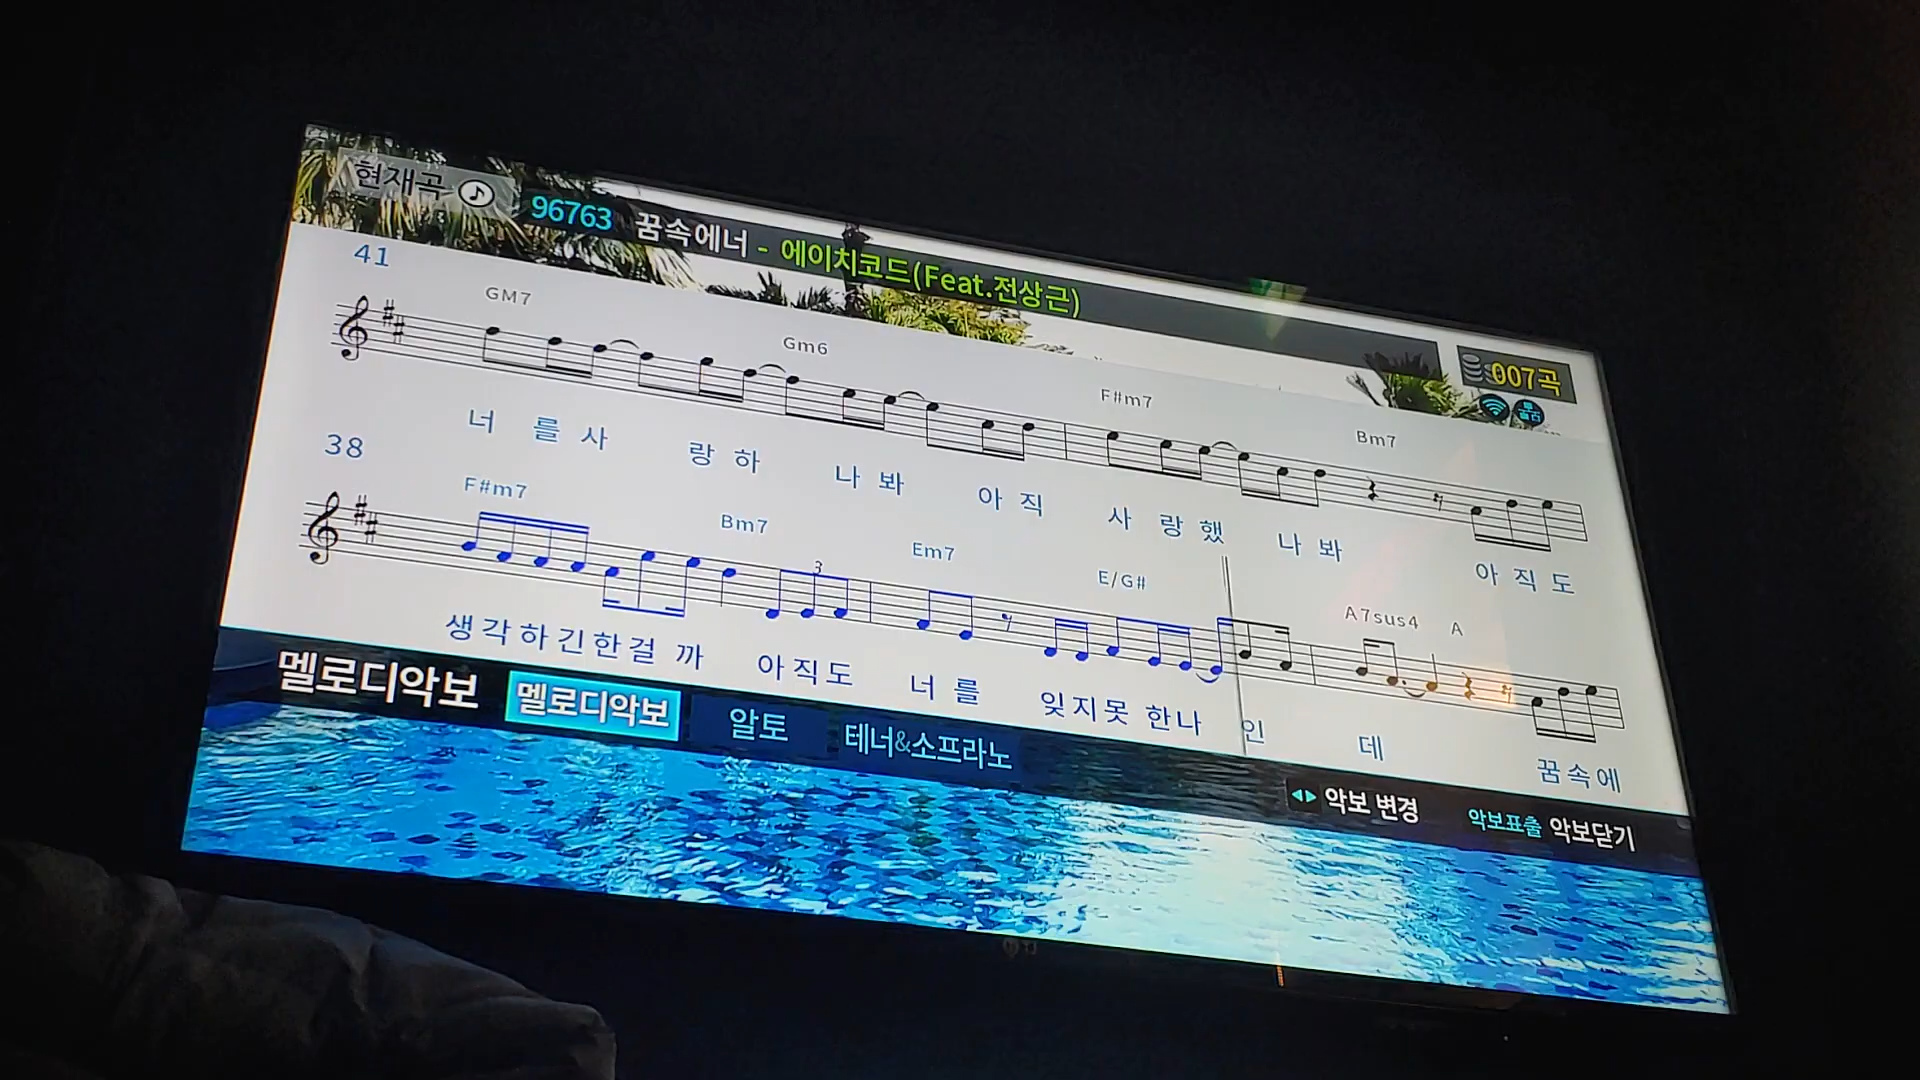 현재곡 96763 꿈속에너 - 에이치코드(Feat.전상근)
007곡
41
GM7 Gm6 F#m7 Bm7
너 를 사 랑 하 나 봐 아 직 사 랑 했 나 봐 아 직 도
38
F#m7 Bm7 Em7 E/G# A7sus4 A
3
생각하긴한걸 까 아직도 너 를 잊지못 한나 인 데 꿈속에
멜로디악보 멜로디악보 알토 테너&소프라노
악보 변경 악보표출 악보닫기